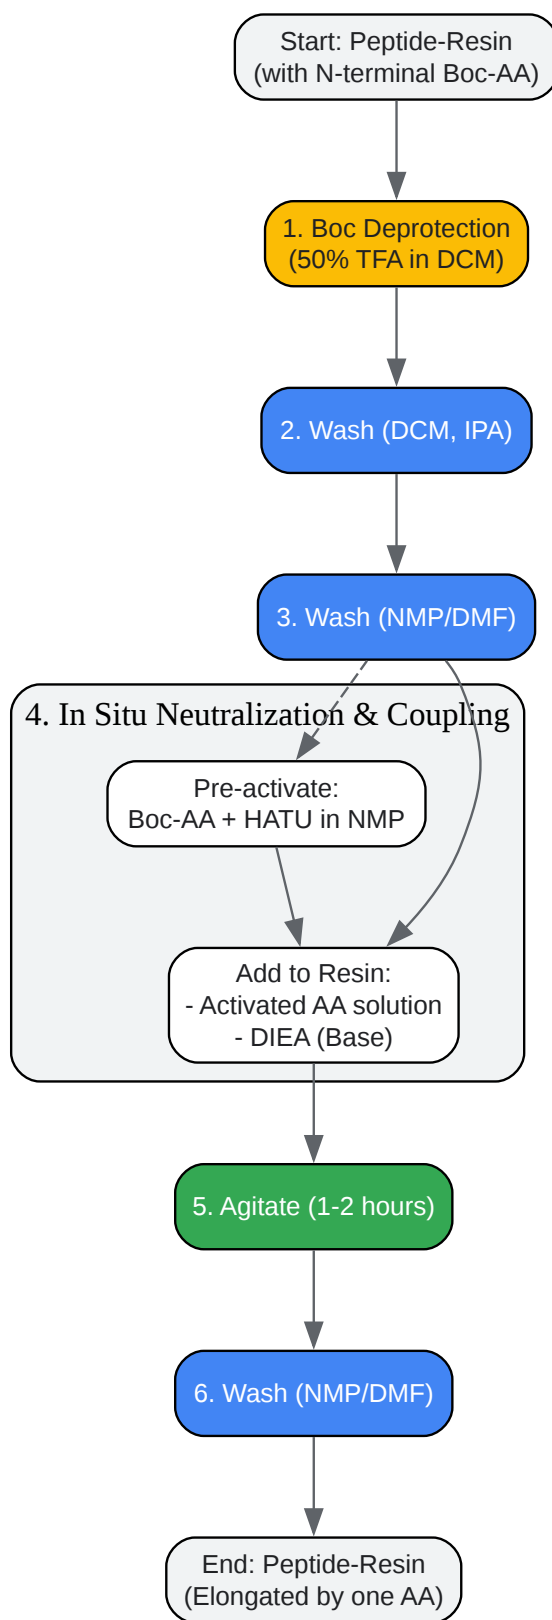 Start: Peptide-Resin
(with N-terminal Boc-AA)
1. Boc Deprotection
(50% TFA in DCM)
2. Wash (DCM, IPA)
3. Wash (NMP/DMF)
4. In Situ Neutralization & Coupling
Pre-activate:
Boc-AA + HATU in NMP
Add to Resin:
- Activated AA solution
- DIEA (Base)
5. Agitate (1-2 hours)
6. Wash (NMP/DMF)
End: Peptide-Resin
(Elongated by one AA)